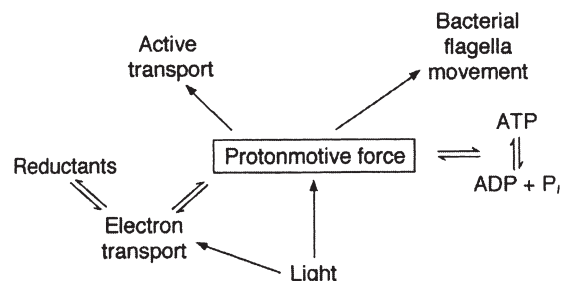 Active
transport
Bacterial
flagella
movement
Protonmotive force
ATP
ADP + Pi
Reductants
Electron
transport
Light